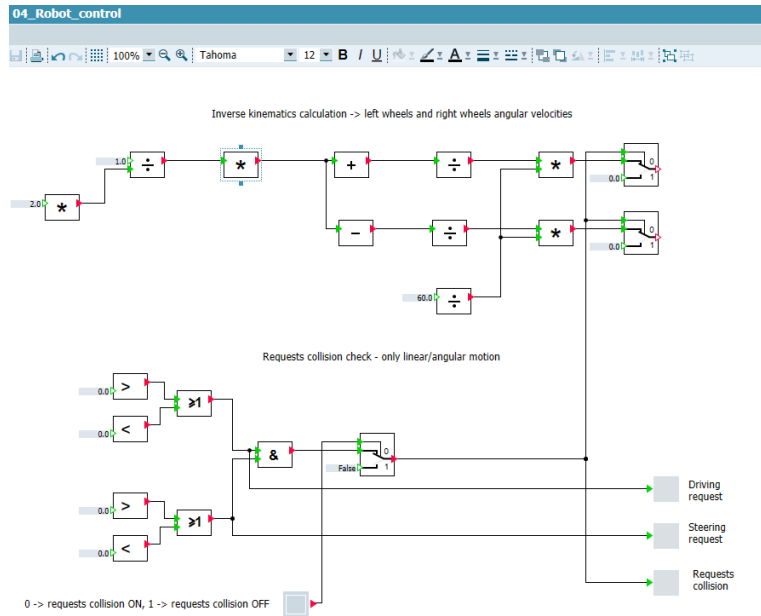 04_Robot_control
100% Tahoma 12 B I U A
Inverse kinematics calculation -> left wheels and right wheels angular velocities
1.0 ÷ * + ÷ * 0
0.0 1
2.0 *
- ÷ * 0
0.0 1
60.0 ÷
Requests collision check - only linear/angular motion
0.0 >
≥1
0.0 <
& 0
False 1
Driving
request
0.0 >
≥1
Steering
request
0.0 <
Requests
collision
0 -> requests collision ON, 1 -> requests collision OFF